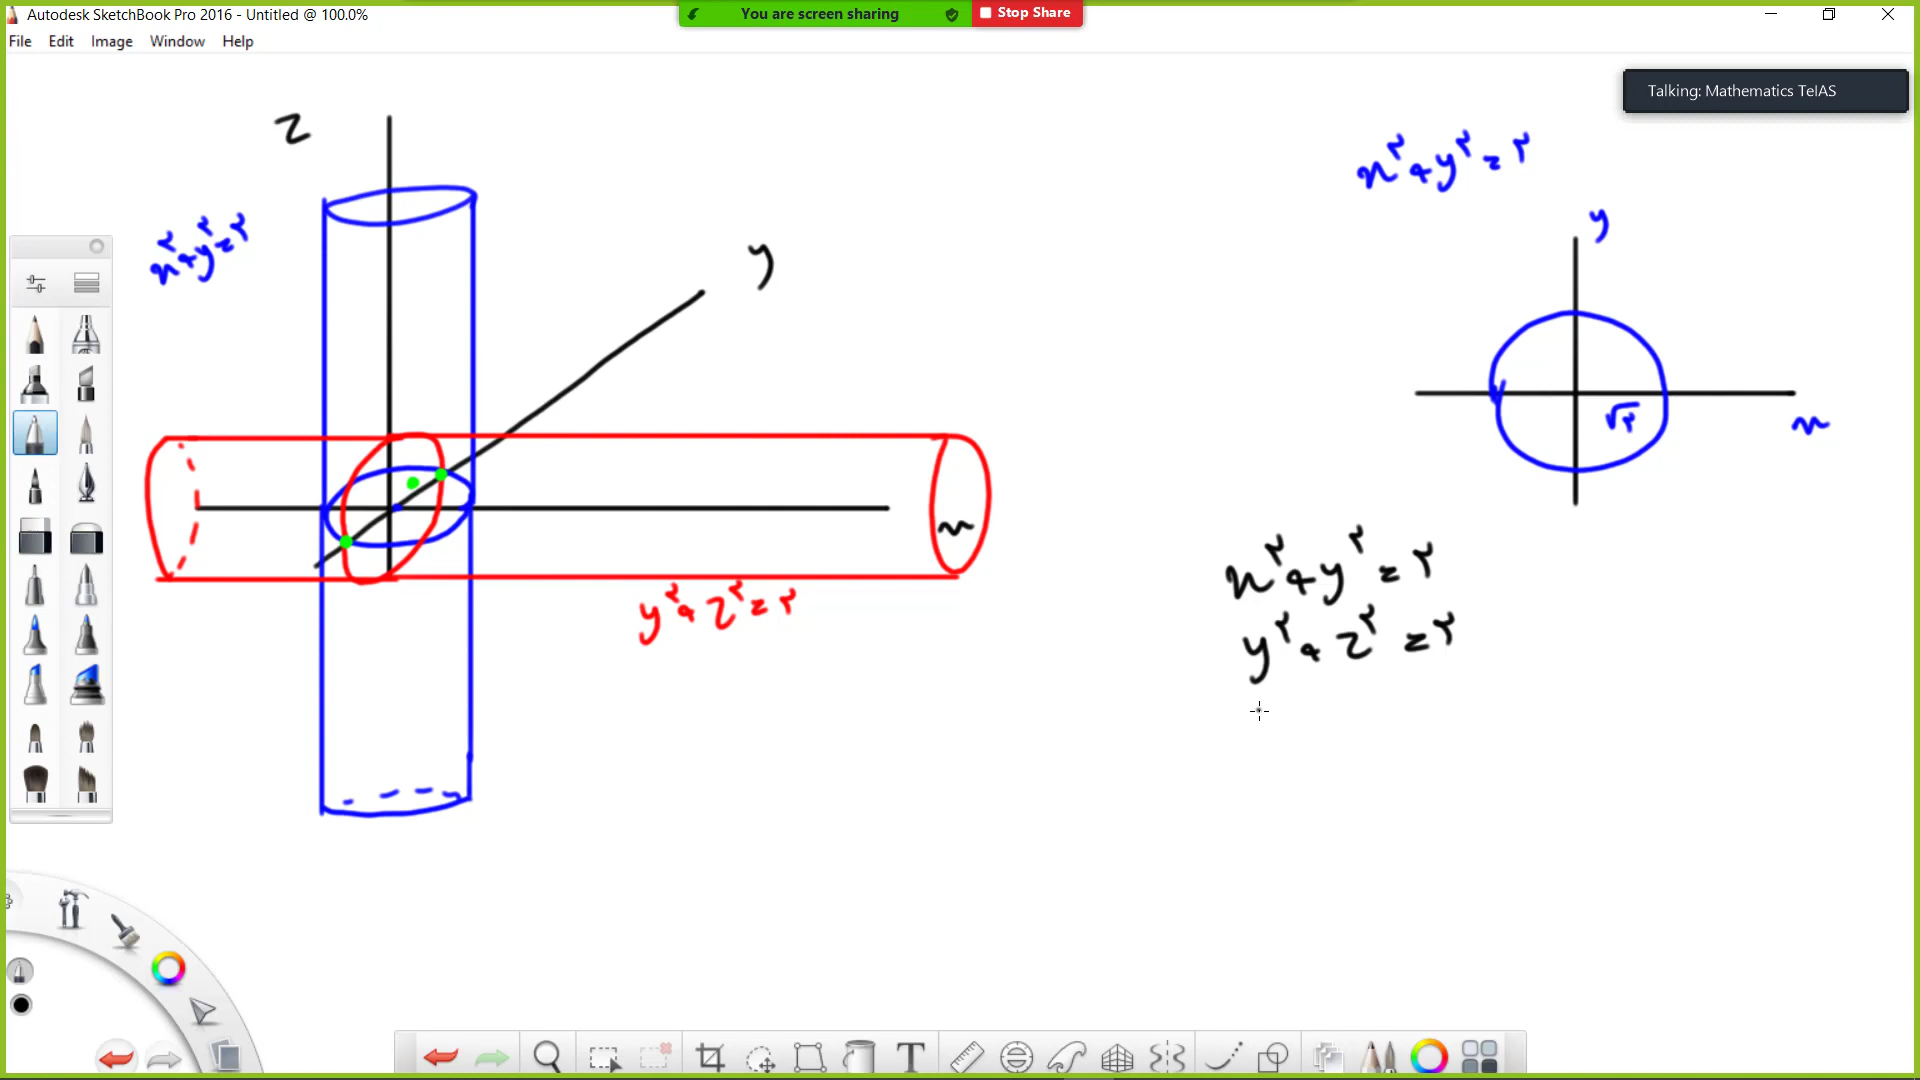 Autodesk SketchBook Pro 2016 - Untitled @ 100.0%
You are screen sharing
Stop Share
File Edit Image Window Help
Talking: Mathematics TeIAS
z
x²+y²=۲
y
y²+z²=۲
x
x²+y²=۲
y
√۲
x
x²+y²=۲
y²+z²=۲
T